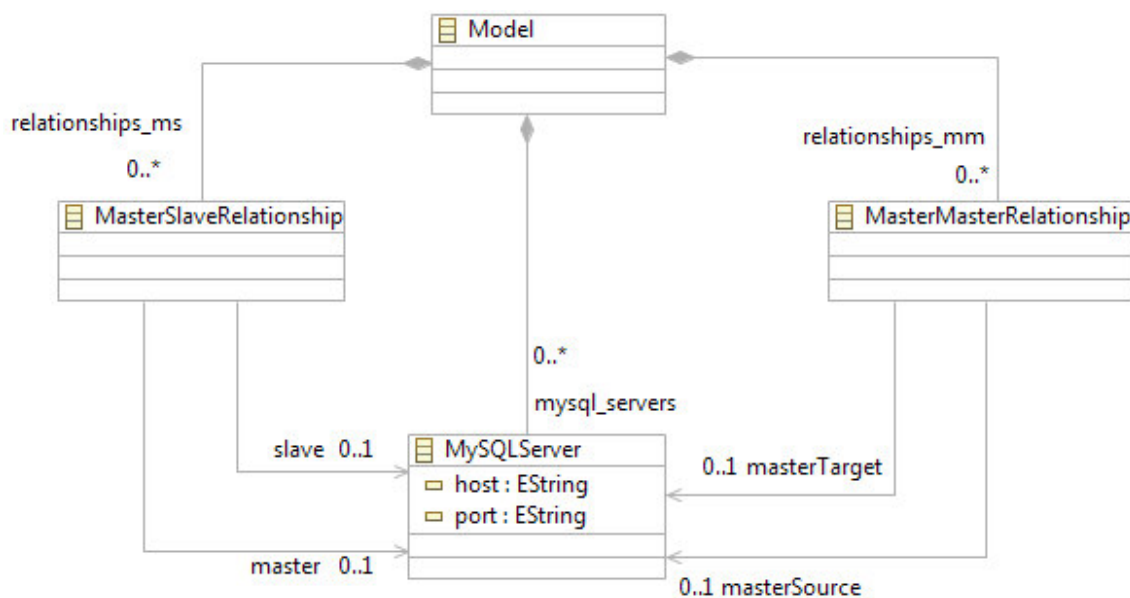 Model
relationships_ms
0..*
relationships_mm
0..*
MasterSlaveRelationship
MasterMasterRelationship
0..*
mysql_servers
MySQLServer
host : EString
port : EString
slave 0..1
0..1 masterTarget
master 0..1
0..1 masterSource